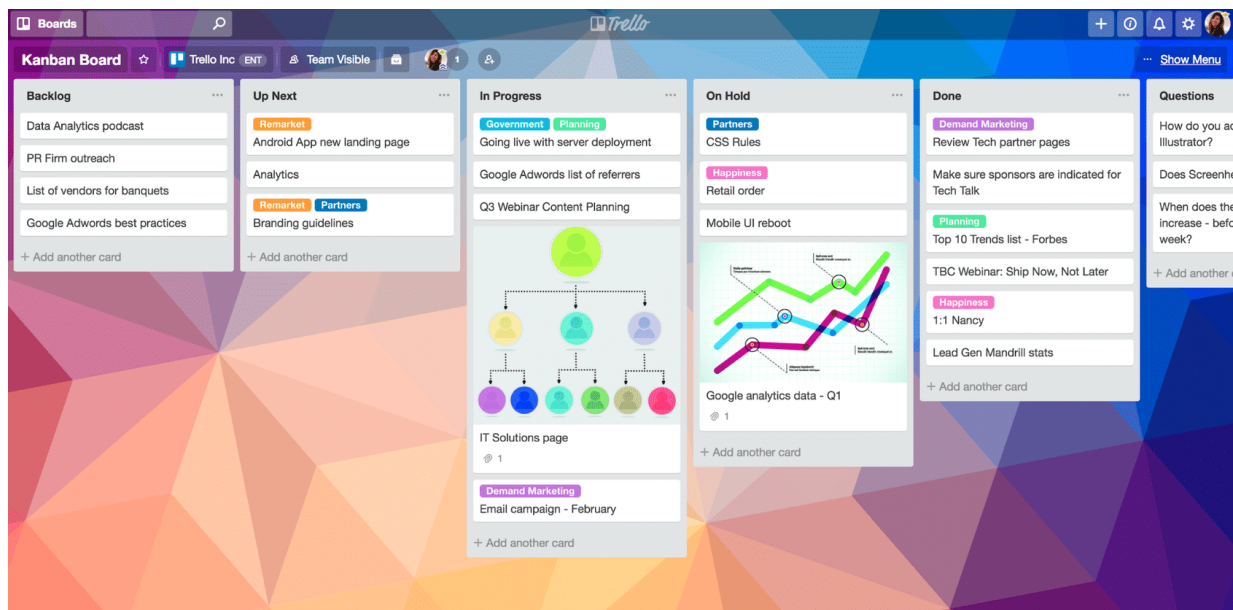 Boards
Trello
Kanban Board
Trello Inc ENT
Team Visible
1
... Show Menu
Backlog ...
Data Analytics podcast
PR Firm outreach
List of vendors for banquets
Google Adwords best practices
+ Add another card
Up Next ...
Remarket
Android App new landing page
Analytics
Remarket Partners
Branding guidelines
+ Add another card
In Progress ...
Government Planning
Going live with server deployment
Google Adwords list of referrers
Q3 Webinar Content Planning
IT Solutions page
1
Demand Marketing
Email campaign - February
+ Add another card
On Hold ...
Partners
CSS Rules
Happiness
Retail order
Mobile UI reboot
Google analytics data - Q1
1
+ Add another card
Done ...
Demand Marketing
Review Tech partner pages
Make sure sponsors are indicated for
Tech Talk
Planning
Top 10 Trends list - Forbes
TBC Webinar: Ship Now, Not Later
Happiness
1:1 Nancy
Lead Gen Mandrill stats
+ Add another card
Questions
How do you
Illustrator?
Does
When does the
increase -
week?
+ Add another